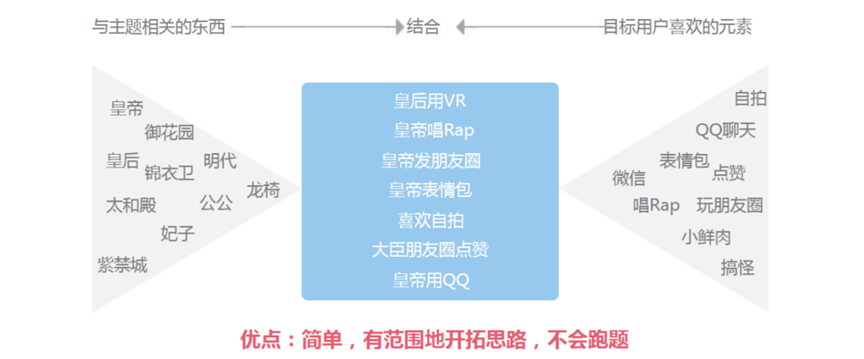 与主题相关的东西
结合
目标用户喜欢的元素
皇帝
御花园
皇后
锦衣卫
明代
龙椅
太和殿
公公
妃子
紫禁城
皇后用VR
皇帝唱Rap
皇帝发朋友圈
皇帝表情包
喜欢自拍
大臣朋友圈点赞
皇帝用QQ
自拍
QQ聊天
表情包
微信
点赞
唱Rap
玩朋友圈
小鲜肉
搞怪
优点：简单，有范围地开拓思路，不会跑题